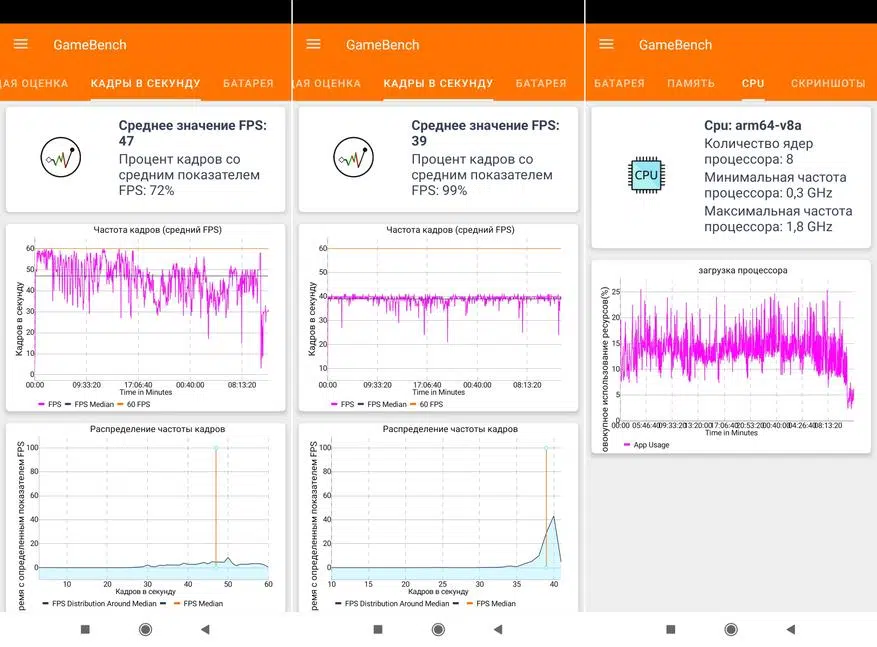 GameBench
АЯ ОЦЕНКА КАДРЫ В СЕКУНДУ БАТАРЕЯ
Среднее значение FPS:
47
Процент кадров со
средним показателем
FPS: 72%
Частота кадров (средний FPS)
Кадров в секунду
60
50
40
30
20
10
0
00:00 09:33:20 17:06:40 00:40:00 08:13:20
Time in Minutes
FPS FPS Median 60 FPS
Распределение частоты кадров
ремя с определенным показателем FPS
100
80
60
40
20
0
10 20 30 40 50 60
Кадров в секунду
FPS Distribution Around Median FPS Median
GameBench
АЯ ОЦЕНКА КАДРЫ В СЕКУНДУ БАТАРЕЯ
Среднее значение FPS:
39
Процент кадров со
средним показателем
FPS: 99%
Частота кадров (средний FPS)
Кадров в секунду
60
50
40
30
20
10
0
00:00 09:33:20 17:06:40 00:40:00 08:13:20
Time in Minutes
FPS FPS Median 60 FPS
Распределение частоты кадров
ремя с определенным показателем FPS
100
80
60
40
20
0
10 15 20 25 30 35 40
Кадров в секунду
FPS Distribution Around Median FPS Median
GameBench
БАТАРЕЯ ПАМЯТЬ CPU СКРИНШОТЫ
CPU
Cpu: arm64-v8a
Количество ядер
процессора: 8
Минимальная частота
процессора: 0,3 GHz
Максимальная частота
процессора: 1,8 GHz
загрузка процессора
овокупное использование ресурсов(%)
25
20
15
10
5
0
00:00 05:46:40 09:33:20 13:20:00 17:06:40 20:53:20 00:40:00 04:26:40 08:13:20
Time in Minutes
App Usage